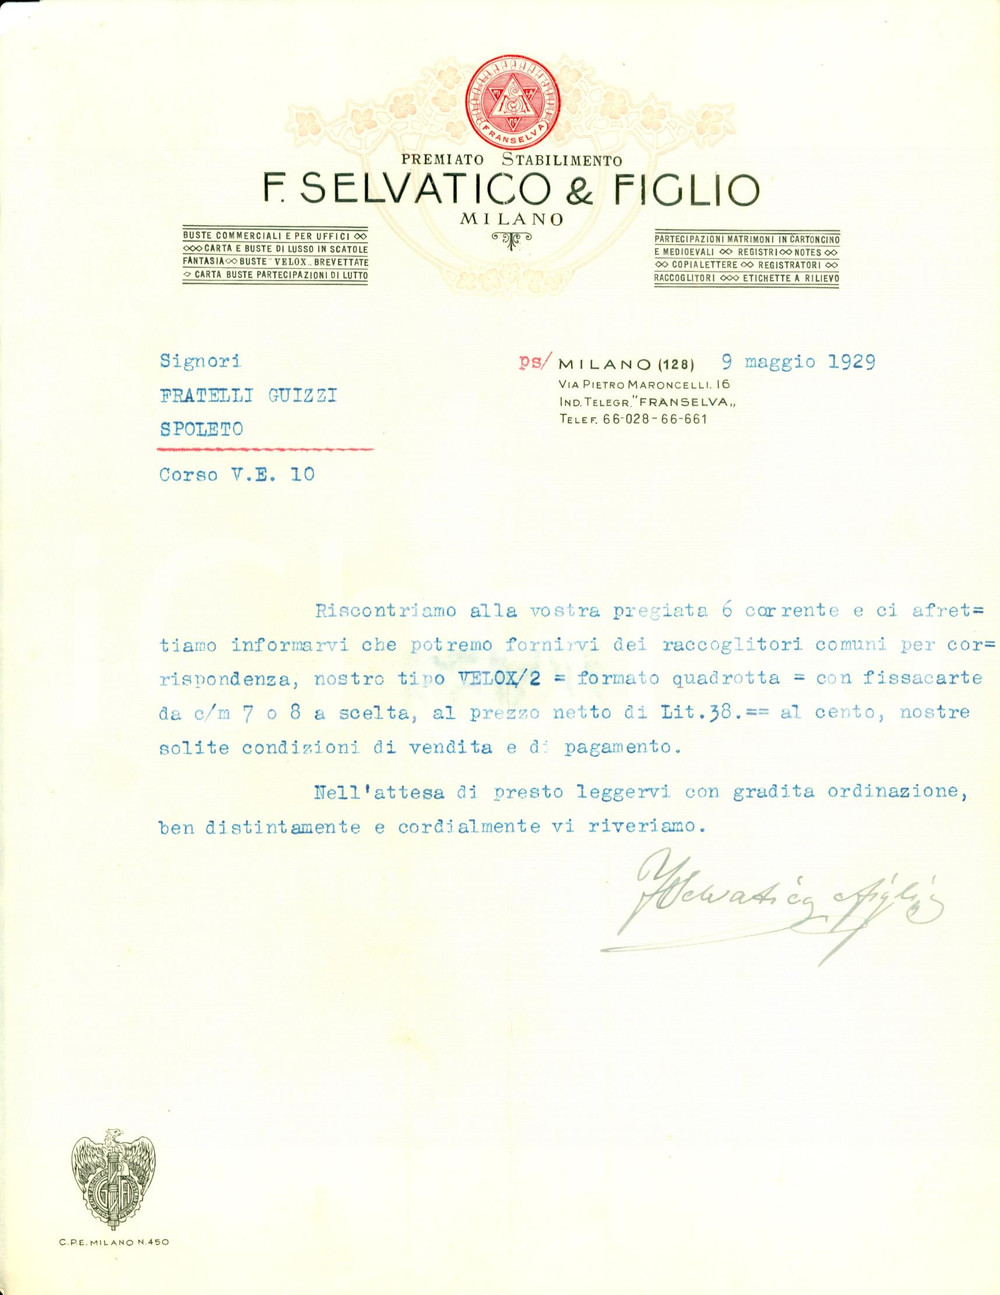 FRANSELVA
PREMIATO STABILIMENTO
F. SELVATICO & FIGLIO
MILANO
BUSTE COMMERCIALI E PER UFFICI
CARTA E BUSTE DI LUSSO IN SCATOLE
FANTASIA BUSTE "VELOX" BREVETTATE
CARTA BUSTE PARTECIPAZIONI DI LUTTO
PARTECIPAZIONI MATRIMONI IN CARTONCINO
E MEDIOEVALI REGISTRI NOTES
COPIALETTERE REGISTRATORI
RACCOGLITORI ETICHETTE A RILIEVO
Signori
FRATELLI GUIZZI
SPOLETO
Corso V.E. 10
ps/ MILANO (128) 9 maggio 1929
VIA PIETRO MARONCELLI, 16
IND. TELEGR. "FRANSELVA„
TELEF. 66-028-66-661
Riscontriamo alla vostra pregiata 6 corrente e ci afret=
tiamo informarvi che potremo fornirvi dei raccoglitori comuni per cor=
rispondenza, nostro tipo VELOX/2 = formato quadrotta = con fissacarte
da c/m 7 o 8 a scelta, al prezzo netto di Lit.38.== al cento, nostre
solite condizioni di vendita e di pagamento.
Nell'attesa di presto leggervi con gradita ordinazione,
ben distintamente e cordialmente vi riveriamo.
FSelvatico & Figlio
C.P.E. MILANO N.450